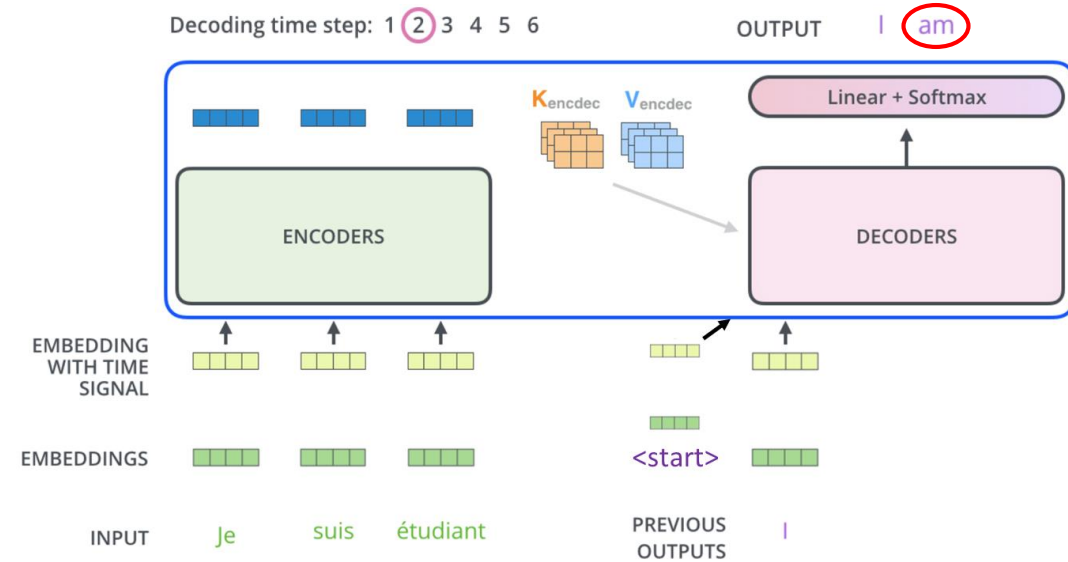 Decoding time step: 1 2 3 4 5 6
OUTPUT I am
Kencdec Vencdec
Linear + Softmax
ENCODERS
DECODERS
EMBEDDING
WITH TIME
SIGNAL
EMBEDDINGS
<start>
INPUT Je suis étudiant
PREVIOUS
OUTPUTS
I